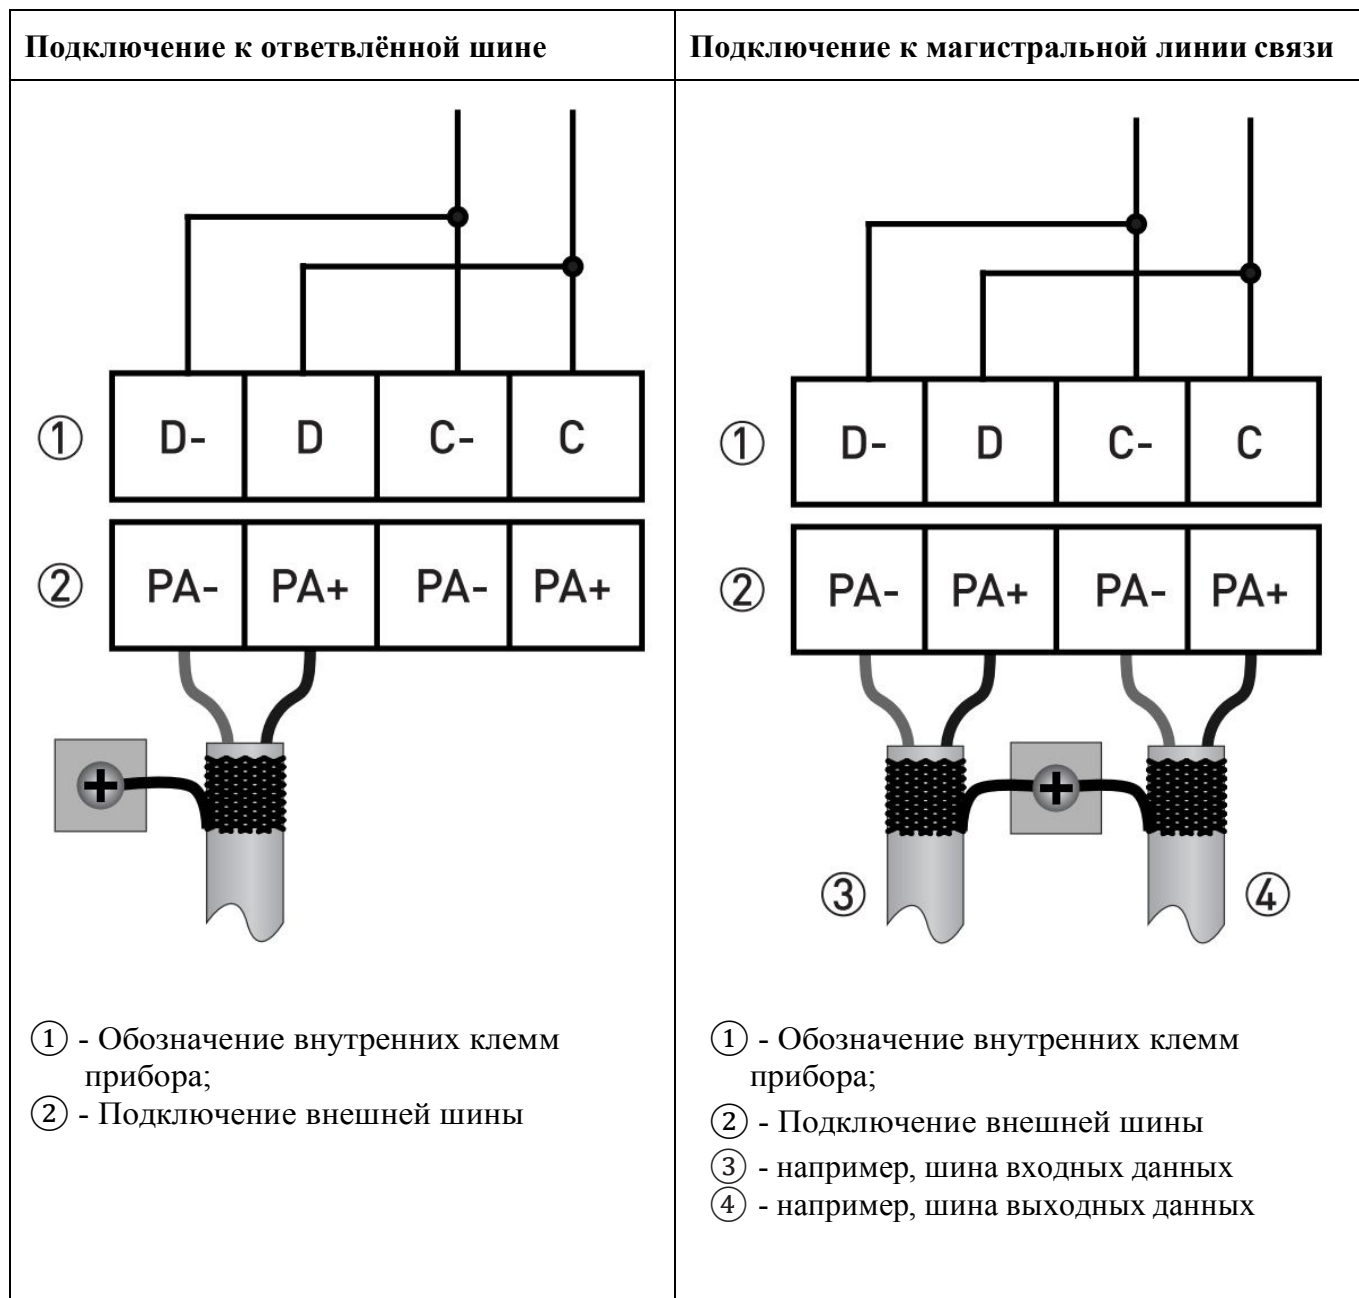 Подключение к ответвлённой шине
D- D C- C
①
PA- PA+ PA- PA+
②
① - Обозначение внутренних клемм
прибора;
② - Подключение внешней шины
Подключение к магистральной линии связи
D- D C- C
①
PA- PA+ PA- PA+
②
③
④
① - Обозначение внутренних клемм
прибора;
② - Подключение внешней шины
③ - например, шина входных данных
④ - например, шина выходных данных